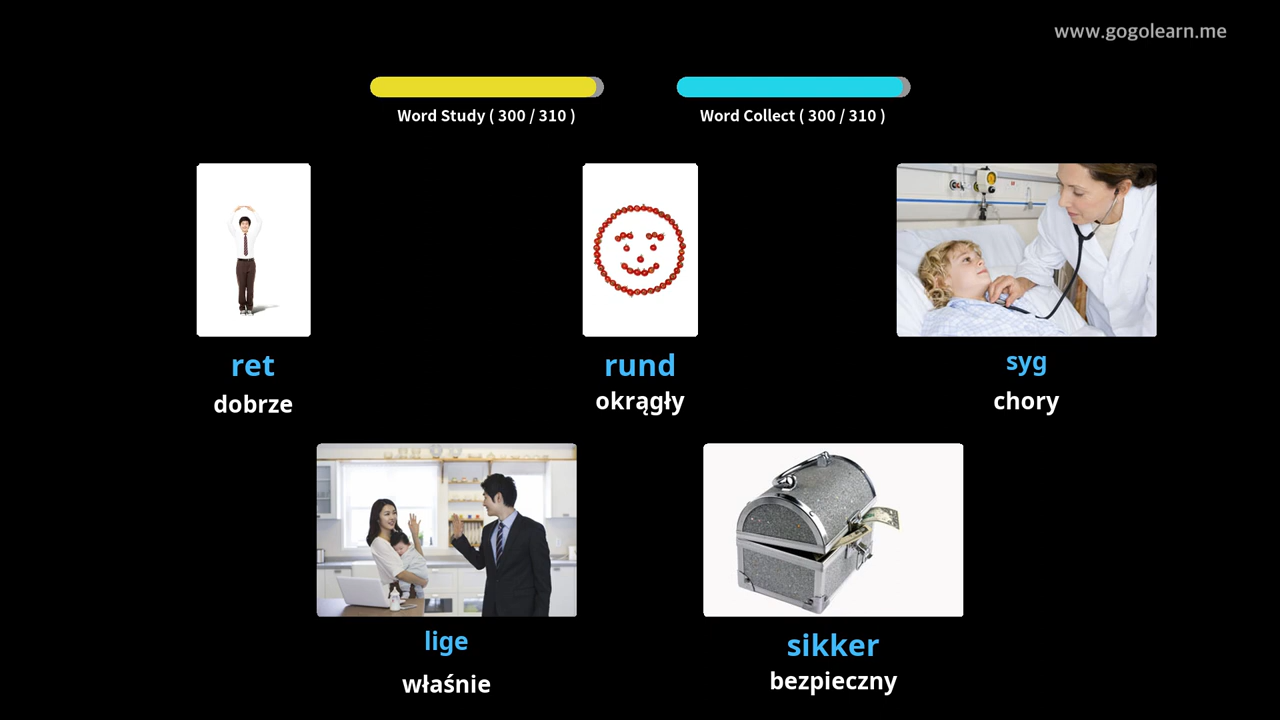 www.gogolearn.me
Word Study ( 300 / 310 )
Word Collect ( 300 / 310 )
ret
dobrze
rund
okrągły
syg
chory
lige
właśnie
sikker
bezpieczny